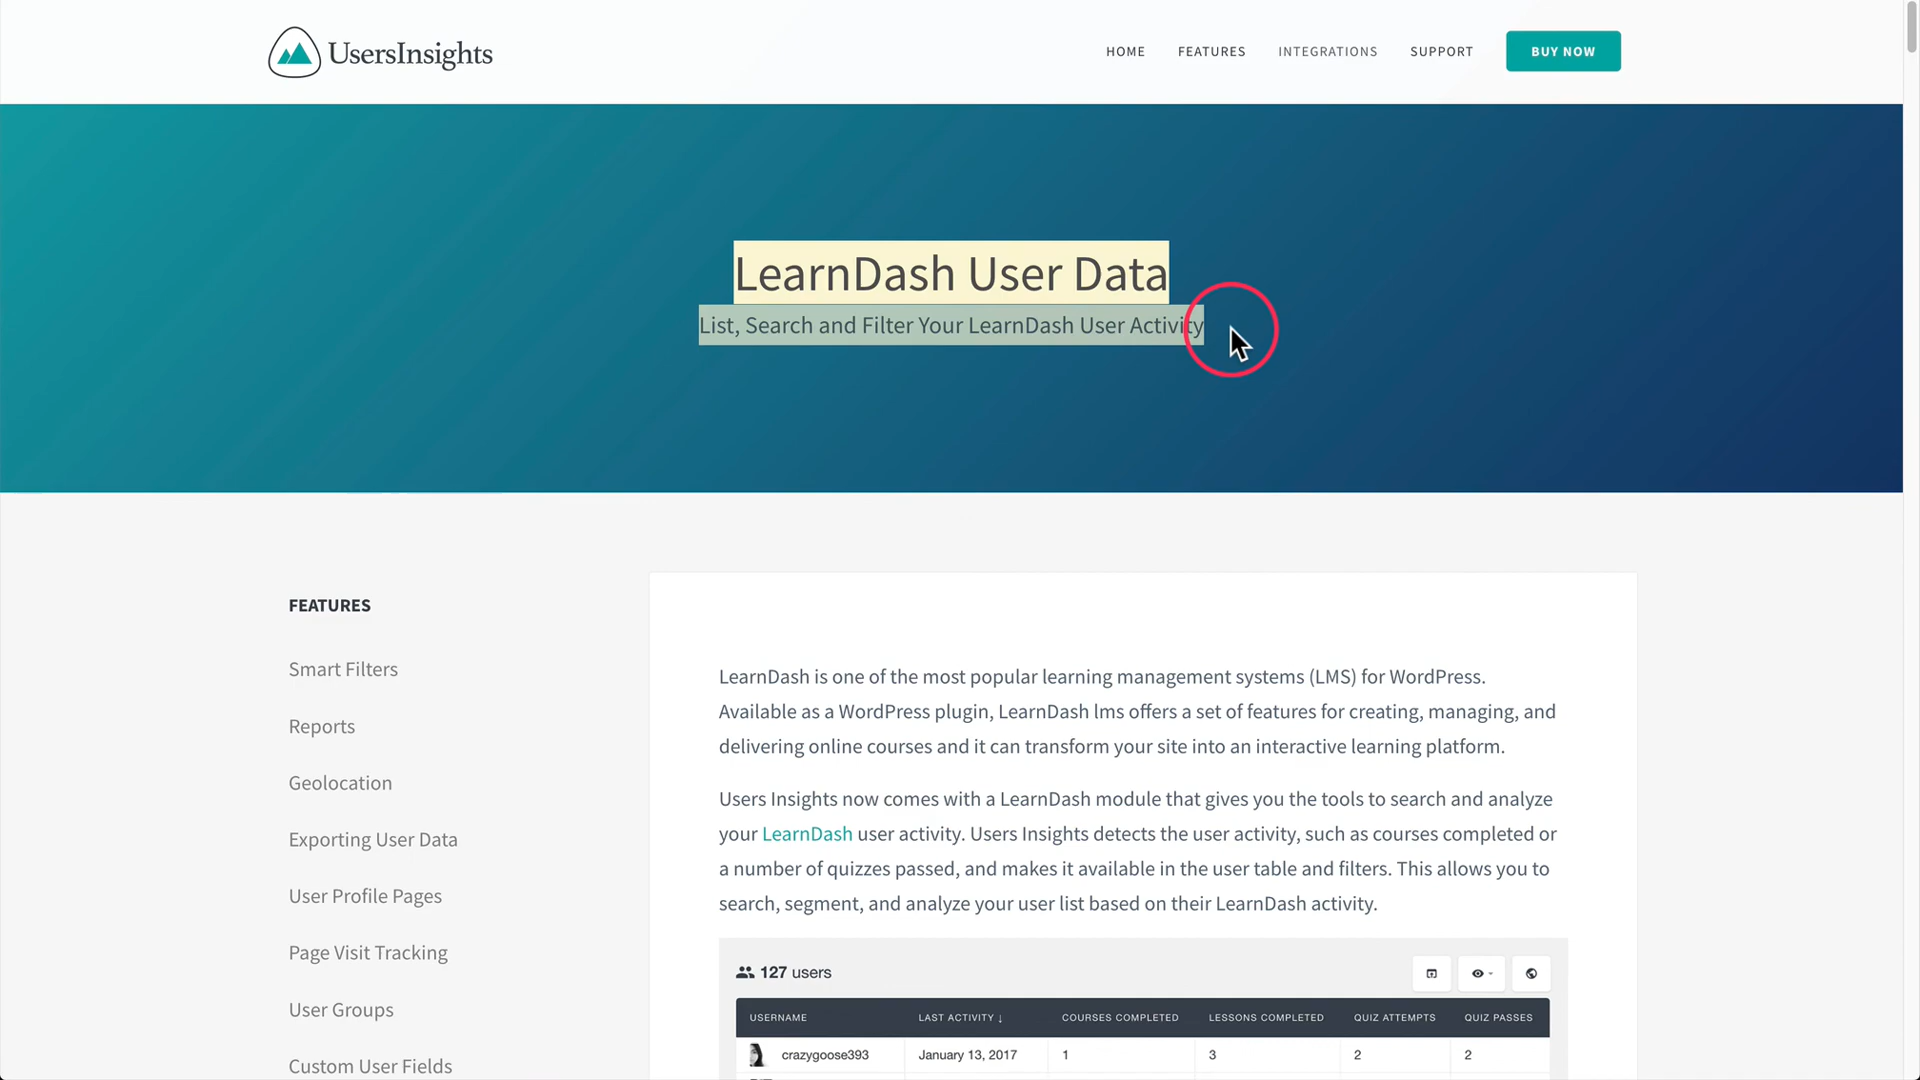 UsersInsights
HOME FEATURES INTEGRATIONS SUPPORT BUY NOW
LearnDash User Data
List, Search and Filter Your LearnDash User Activity
FEATURES
Smart Filters
Reports
Geolocation
Exporting User Data
User Profile Pages
Page Visit Tracking
User Groups
Custom User Fields
LearnDash is one of the most popular learning management systems (LMS) for WordPress.
Available as a WordPress plugin, LearnDash lms offers a set of features for creating, managing, and
delivering online courses and it can transform your site into an interactive learning platform.
Users Insights now comes with a LearnDash module that gives you the tools to search and analyze
your LearnDash user activity. Users Insights detects the user activity, such as courses completed or
a number of quizzes passed, and makes it available in the user table and filters. This allows you to
search, segment, and analyze your user list based on their LearnDash activity.
127 users
USERNAME LAST ACTIVITY ↓ COURSES COMPLETED LESSONS COMPLETED QUIZ ATTEMPTS QUIZ PASSES
crazygoose393 January 13, 2017 1 3 2 2